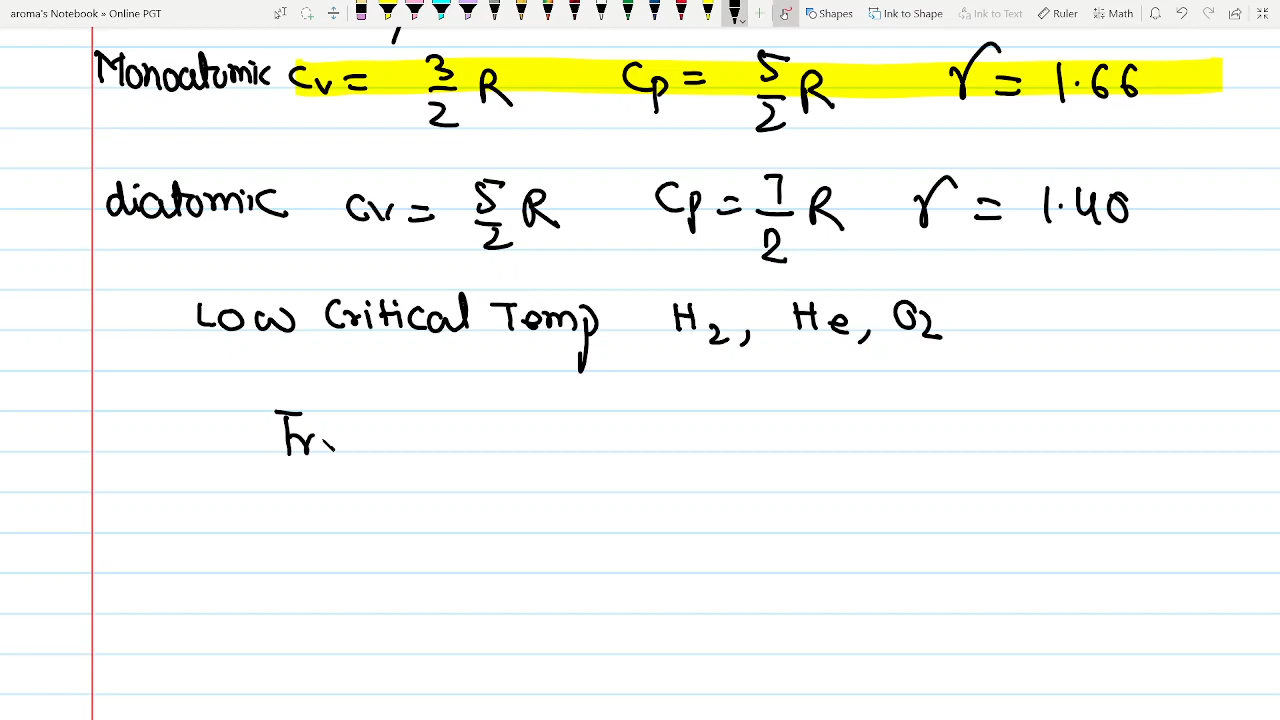 aroma's Notebook » Online PGT Shapes Ink to Shape Ink to Text Ruler Math
Monoatomic Cv = 3/2 R Cp = 5/2 R γ = 1.66
diatomic Cv = 5/2 R Cp = 7/2 R γ = 1.40
Low Critical Temp H2, He, O2
Tr